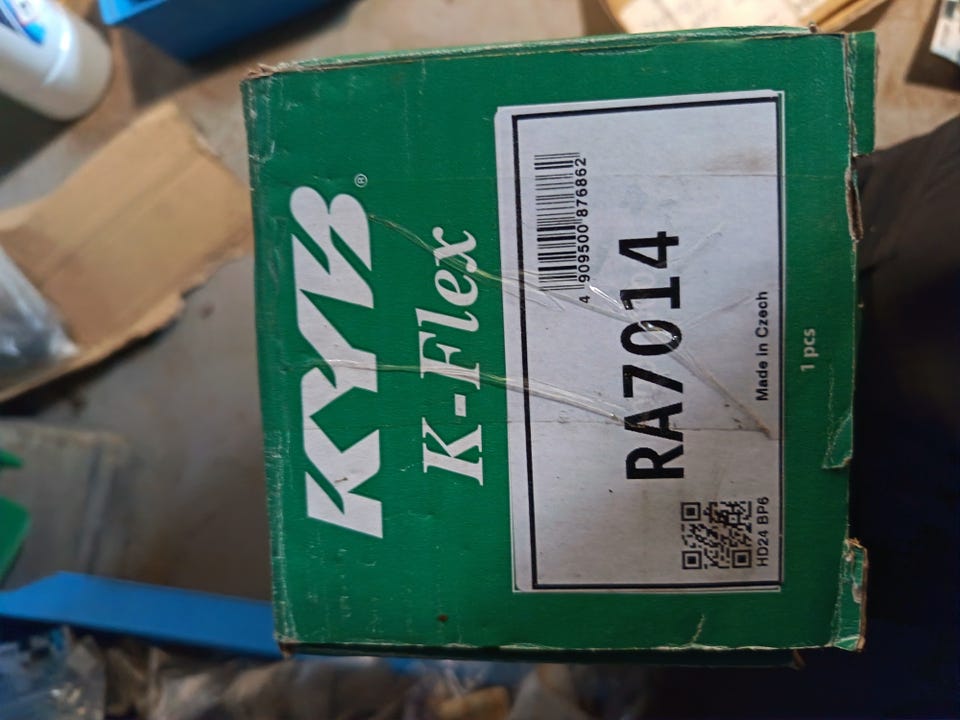 KYB®
K-Flex
4 909500 876862
RA7014
HD24 BP6
Made in Czech
1 pcs